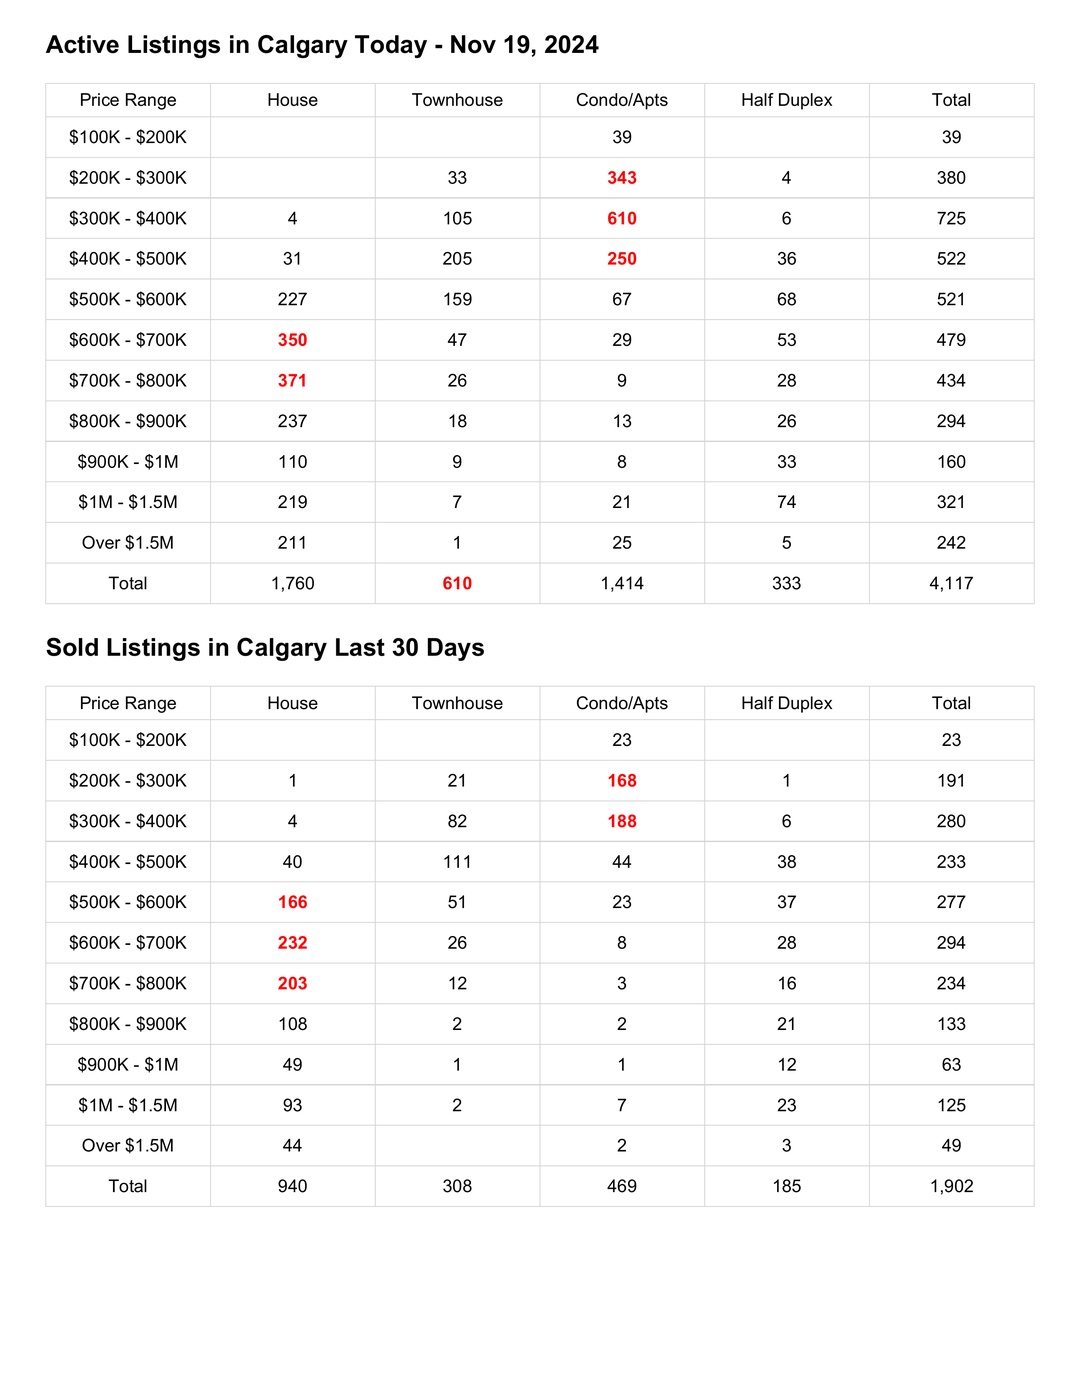 Active Listings in Calgary Today - Nov 19, 2024
Price Range House Townhouse Condo/Apts Half Duplex Total
$100K - $200K 39 39
$200K - $300K 33 343 4 380
$300K - $400K 4 105 610 6 725
$400K - $500K 31 205 250 36 522
$500K - $600K 227 159 67 68 521
$600K - $700K 350 47 29 53 479
$700K - $800K 371 26 9 28 434
$800K - $900K 237 18 13 26 294
$900K - $1M 110 9 8 33 160
$1M - $1.5M 219 7 21 74 321
Over $1.5M 211 1 25 5 242
Total 1,760 610 1,414 333 4,117
Sold Listings in Calgary Last 30 Days
Price Range House Townhouse Condo/Apts Half Duplex Total
$100K - $200K 23 23
$200K - $300K 1 21 168 1 191
$300K - $400K 4 82 188 6 280
$400K - $500K 40 111 44 38 233
$500K - $600K 166 51 23 37 277
$600K - $700K 232 26 8 28 294
$700K - $800K 203 12 3 16 234
$800K - $900K 108 2 2 21 133
$900K - $1M 49 1 1 12 63
$1M - $1.5M 93 2 7 23 125
Over $1.5M 44 2 3 49
Total 940 308 469 185 1,902